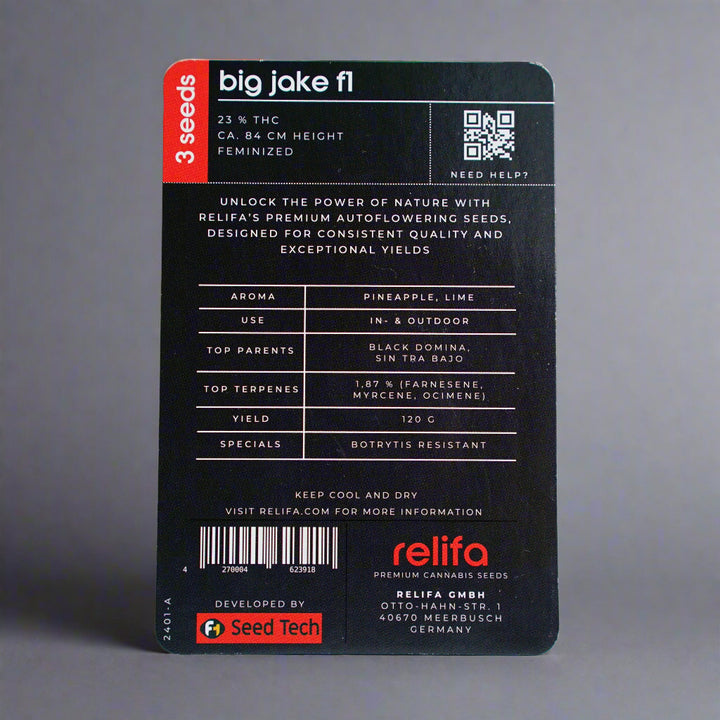 3 seeds
big jake f1
23 % THC
CA. 84 CM HEIGHT
FEMINIZED
NEED HELP?
UNLOCK THE POWER OF NATURE WITH
RELIFA'S PREMIUM AUTOFLOWERING SEEDS,
DESIGNED FOR CONSISTENT QUALITY AND
EXCEPTIONAL YIELDS
AROMA PINEAPPLE, LIME
USE IN- & OUTDOOR
TOP PARENTS BLACK DOMINA,
SIN TRA BAJO
TOP TERPENES 1,87 % (FARNESENE,
MYRCENE, OCIMENE)
YIELD 120 G
SPECIALS BOTRYTIS RESISTANT
KEEP COOL AND DRY
VISIT RELIFA.COM FOR MORE INFORMATION
4 270004 623918
DEVELOPED BY
F1 Seed Tech
2401-A
relifa
PREMIUM CANNABIS SEEDS
RELIFA GMBH
OTTO-HAHN-STR. 1
40670 MEERBUSCH
GERMANY